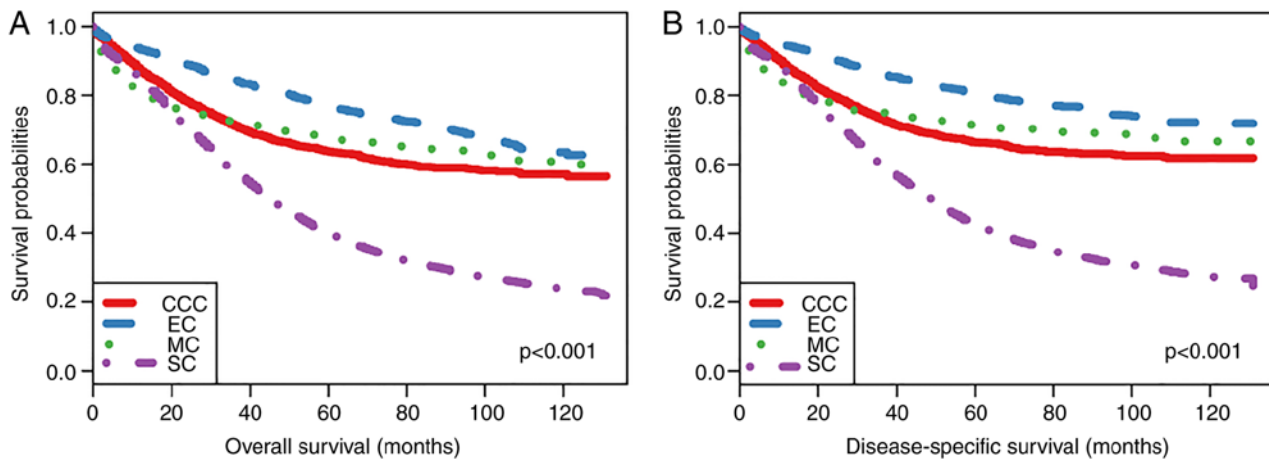 A
Survival probabilities
1.0
0.8
0.6
0.4
0.2
0.0
CCC
EC
MC
SC
p<0.001
0 20 40 60 80 100 120
Overall survival (months)
B
Survival probabilities
1.0
0.8
0.6
0.4
0.2
0.0
CCC
EC
MC
SC
p<0.001
0 20 40 60 80 100 120
Disease-specific survival (months)